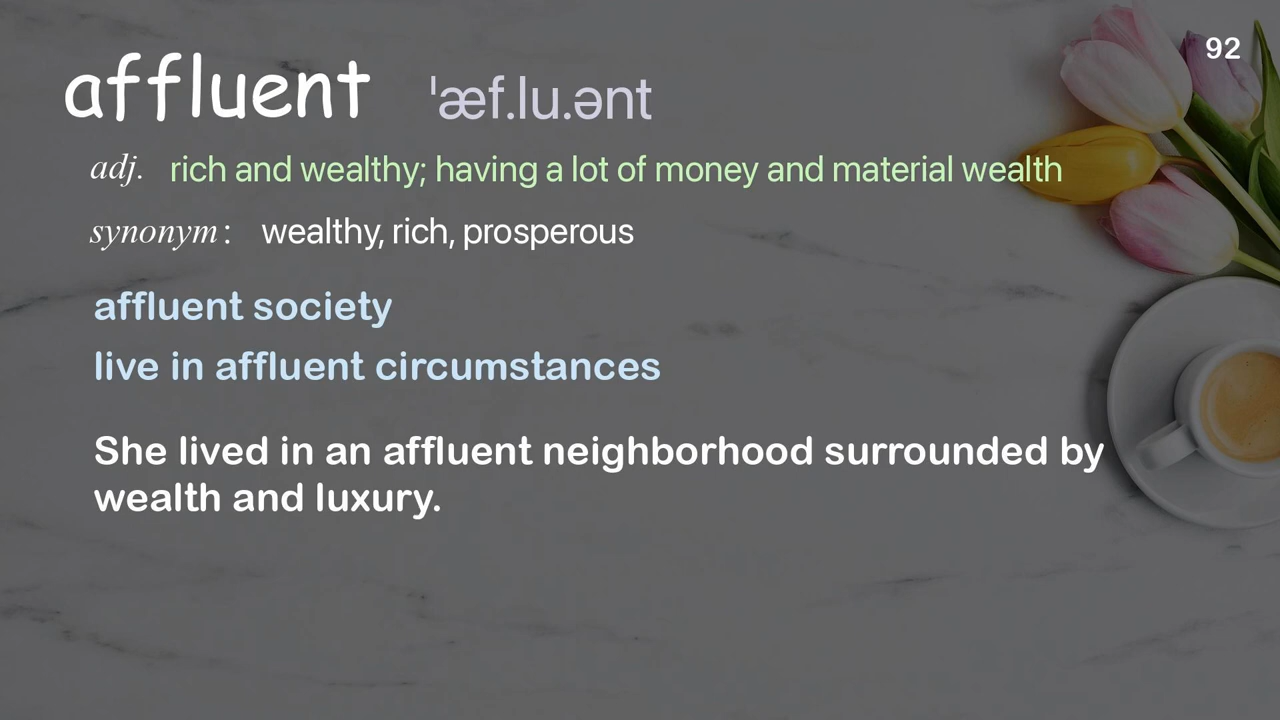 92
affluent ˈæf.lu.ənt
adj. rich and wealthy; having a lot of money and material wealth
synonym: wealthy, rich, prosperous
affluent society
live in affluent circumstances
She lived in an affluent neighborhood surrounded by
wealth and luxury.